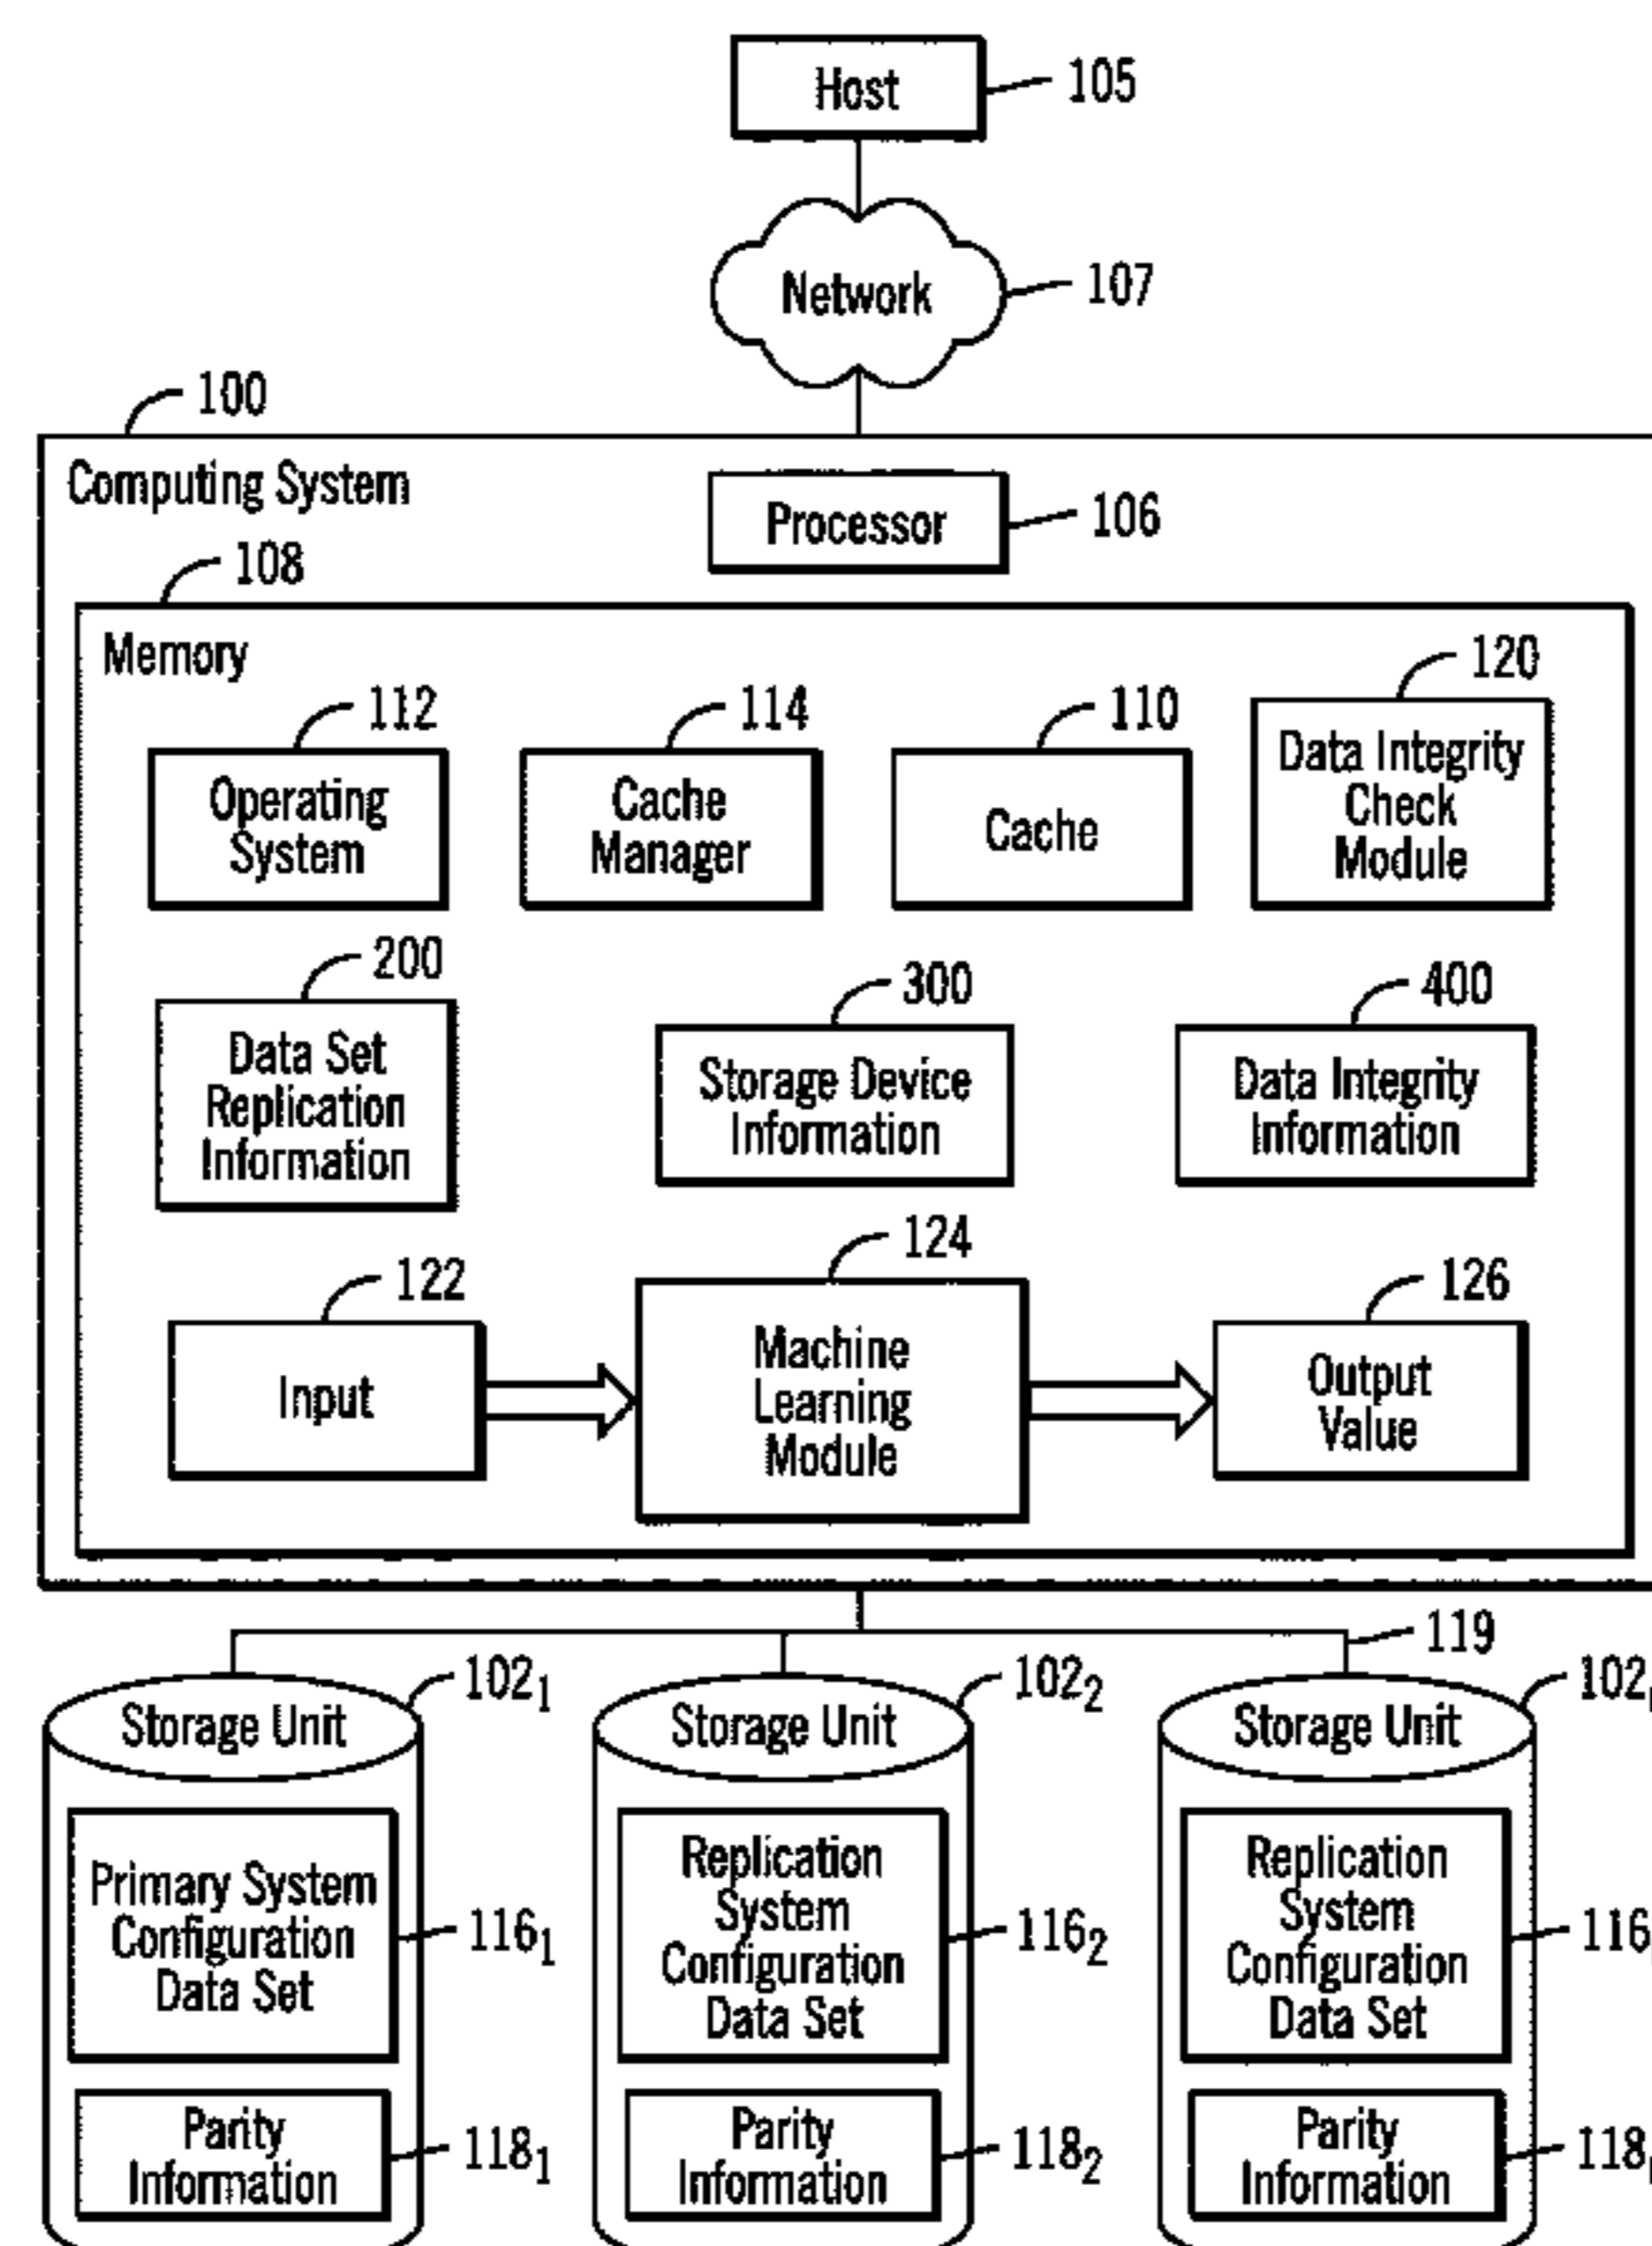 Host
105
Network
107
100
Computing System
Processor
106
108
Memory
112
114
110
120
Operating
System
Cache
Manager
Cache
Data Integrity
Check
Module
200
300
400
Data Set
Replication
Information
Storage Device
Information
Data Integrity
Information
122
124
126
Input
Machine
Learning
Module
Output
Value
119
102₁
102₂
102
Storage Unit
Storage Unit
Storage Unit
Primary System
Configuration
Data Set
116₁
Replication
System
Configuration
Data Set
116₂
Replication
System
Configuration
Data Set
116
Parity
Information
118₁
Parity
Information
118₂
Parity
Information
118